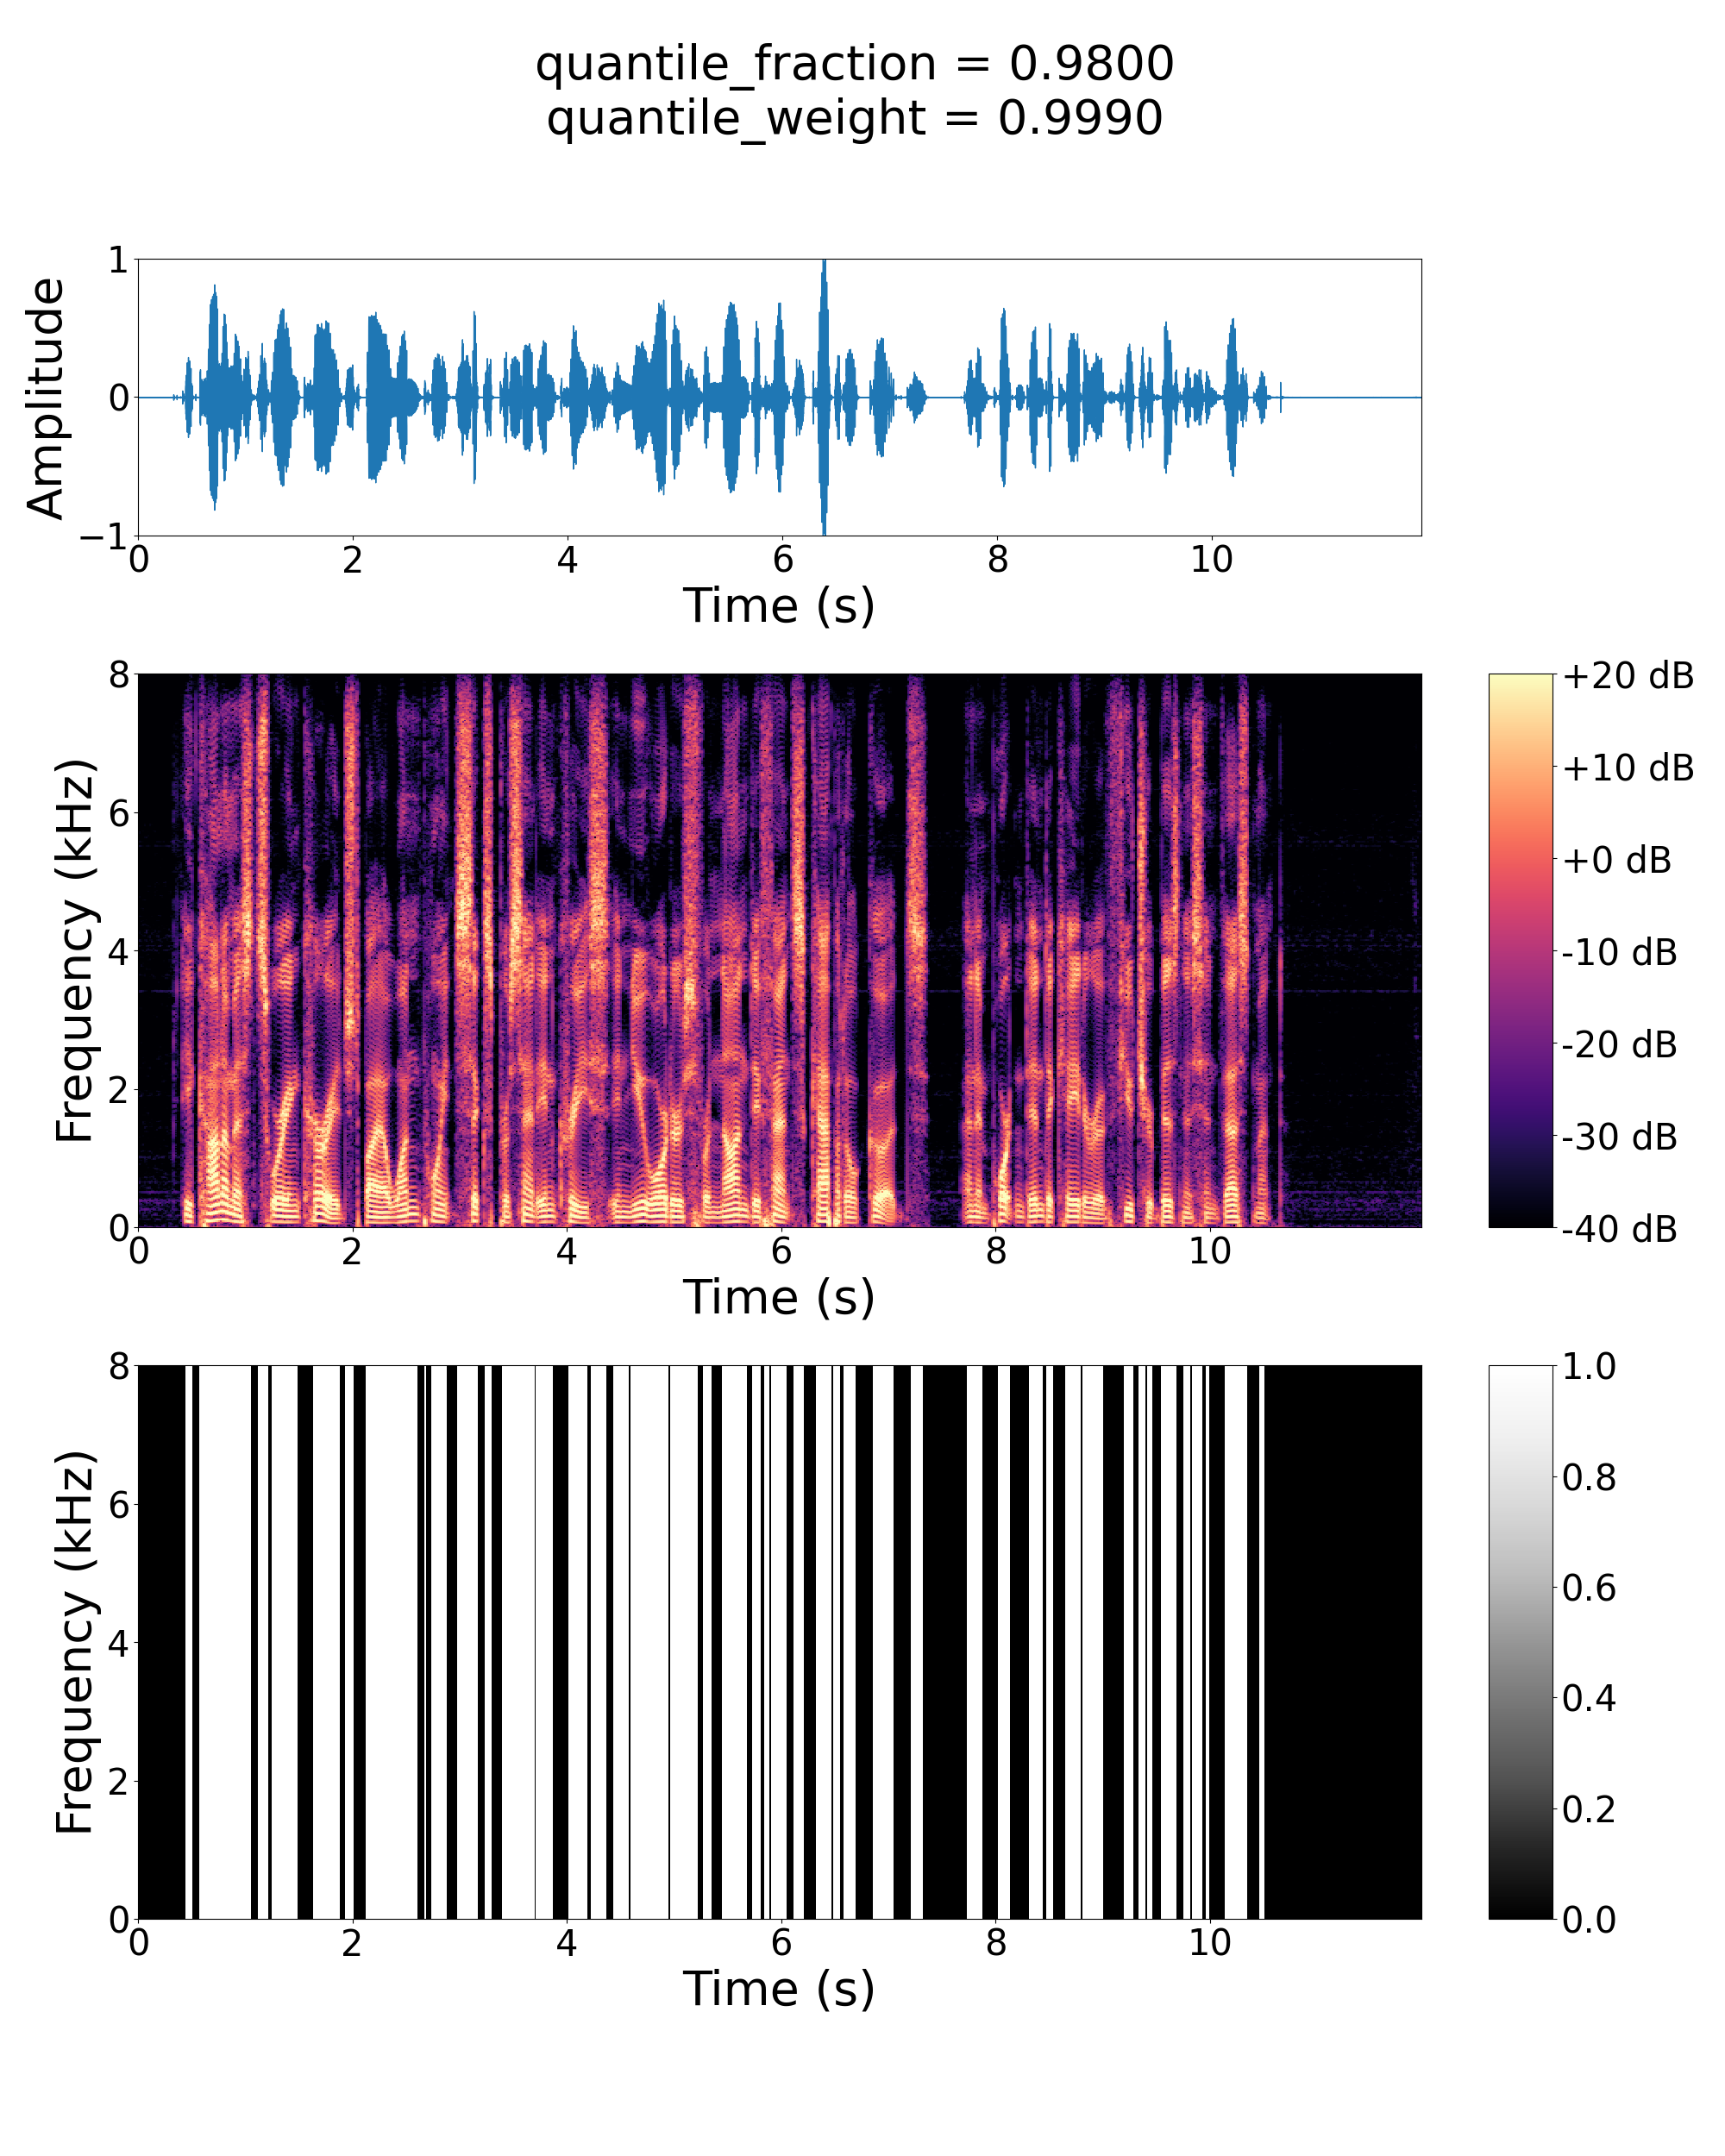 quantile_fraction = 0.9800
quantile_weight = 0.9990
Amplitude
1
0
−1
0 2 4 6 8 10
Time (s)
Frequency (kHz)
8
6
4
2
0
0 2 4 6 8 10
Time (s)
+20 dB
+10 dB
+0 dB
-10 dB
-20 dB
-30 dB
-40 dB
Frequency (kHz)
8
6
4
2
0
0 2 4 6 8 10
Time (s)
1.0
0.8
0.6
0.4
0.2
0.0